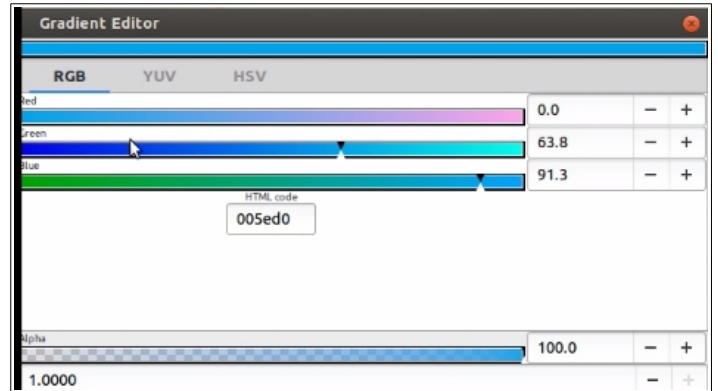 Gradient Editor
RGB YUV HSV
Red
0.0 − +
Green
63.8 − +
Blue
91.3 − +
HTML code
005ed0
Alpha
100.0 − +
1.0000 − +